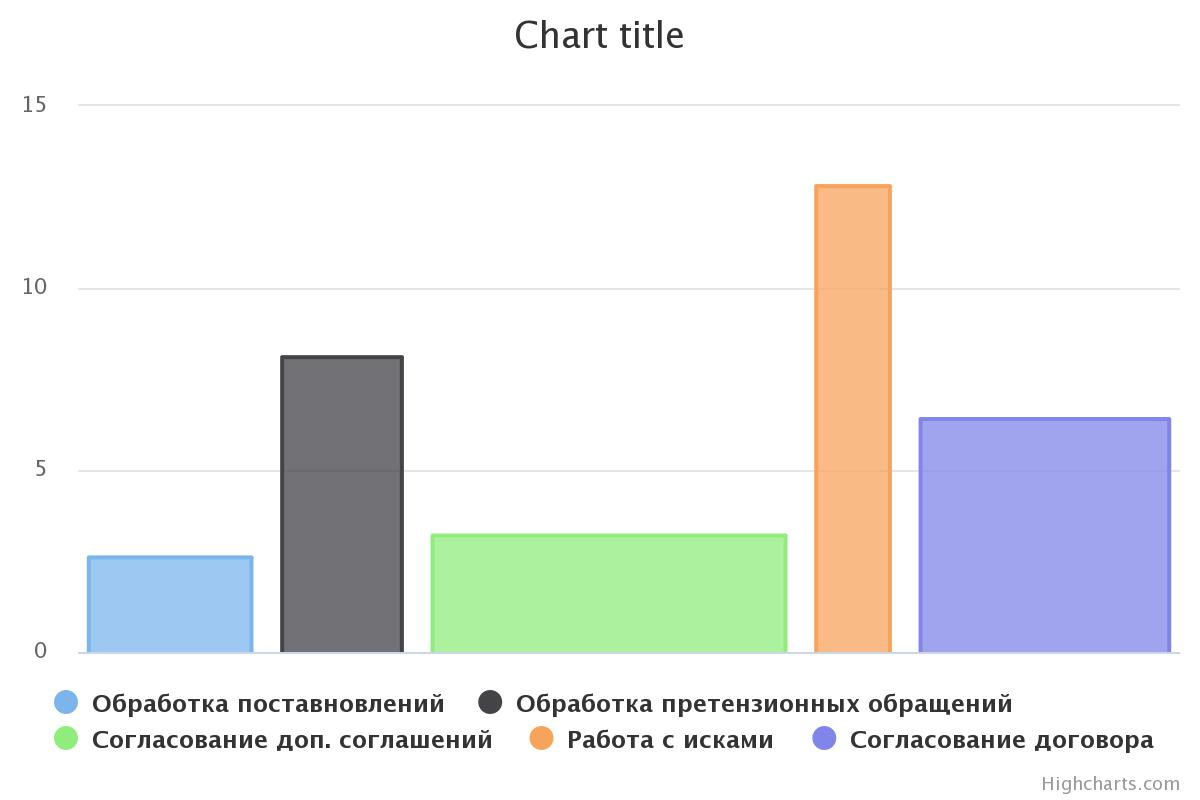 Chart title
15
10
5
0
Обработка поставновлений Обработка претензионных обращений
Согласование доп. соглашений Работа с исками Согласование договора
Highcharts.com